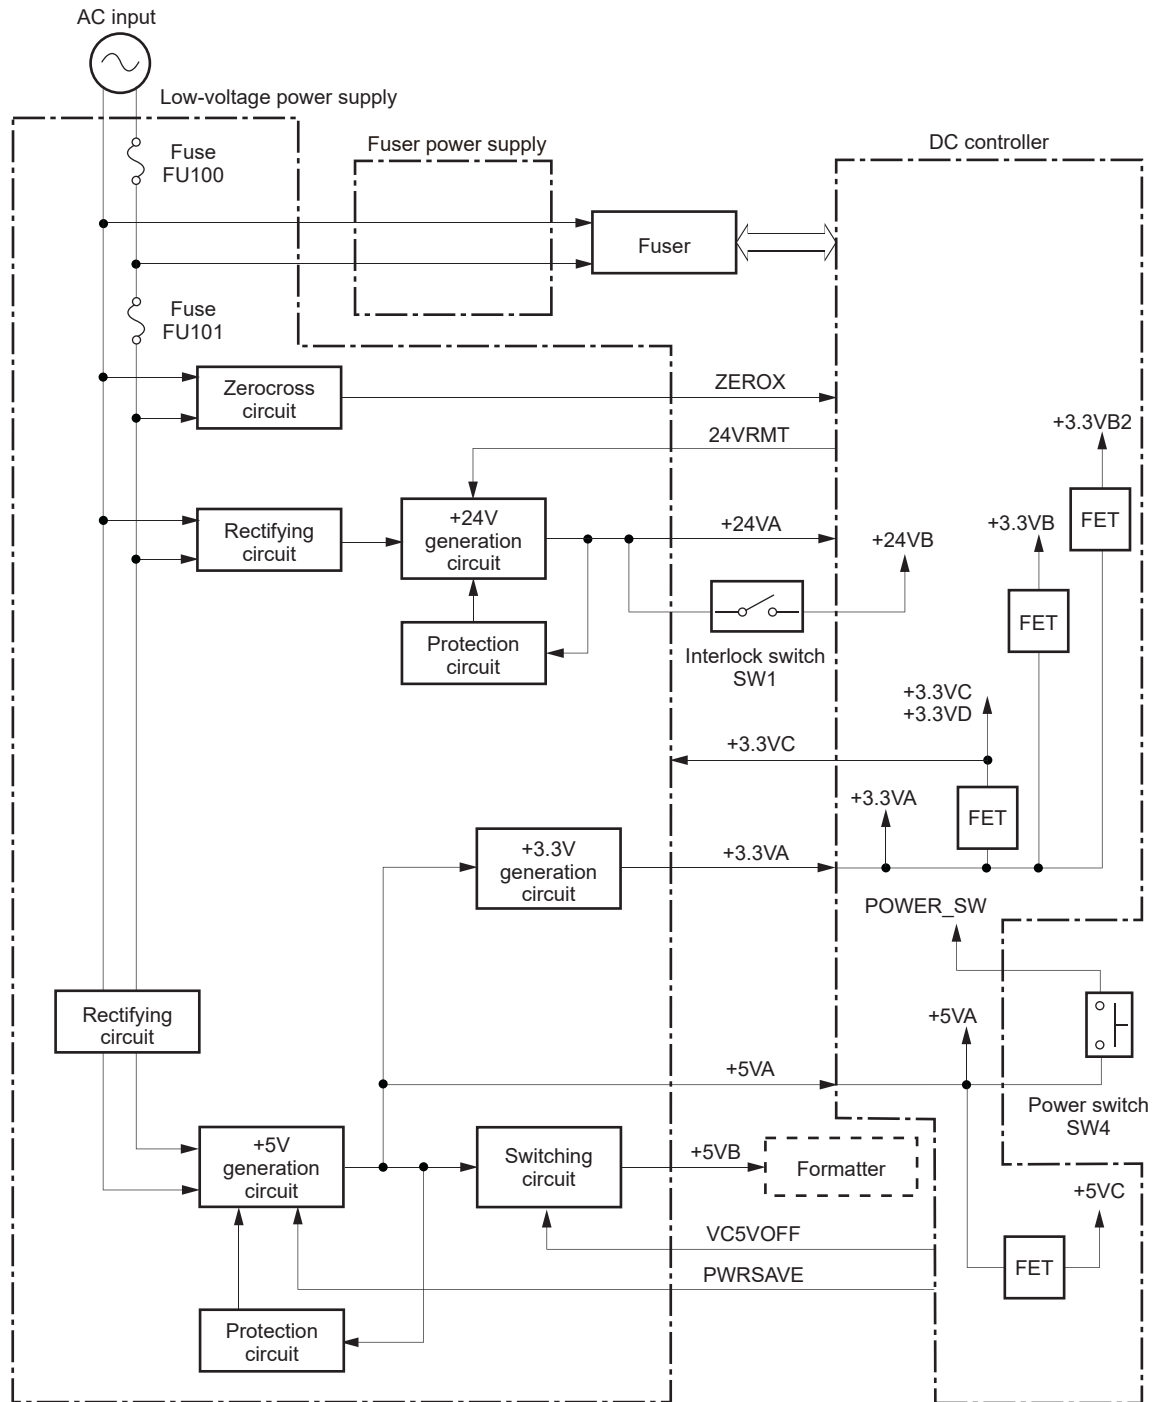 AC input
Low-voltage power supply
Fuse
FU100
Fuser power supply
DC controller
Fuser
Fuse
FU101
Zerocross
circuit
ZEROX
24VRMT
+3.3VB2
FET
Rectifying
circuit
+24V
generation
circuit
+24VA
+24VB
+3.3VB
FET
Protection
circuit
Interlock switch
SW1
+3.3VC
+3.3VD
+3.3VC
+3.3VA
FET
+3.3V
generation
circuit
+3.3VA
POWER_SW
Rectifying
circuit
+5VA
+5VA
Power switch
SW4
+5V
generation
circuit
Switching
circuit
+5VB
Formatter
+5VC
VC5VOFF
FET
PWRSAVE
Protection
circuit